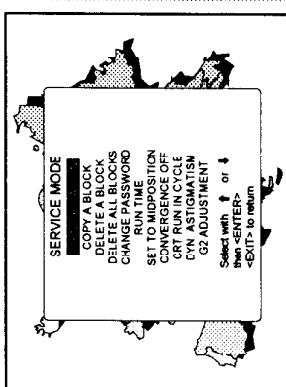 SERVICE MODE
COPY A BLOCK
DELETE A BLOCK
DELETE ALL BLOCKS
CHANGE PASSWORD
RUN TIME
SET TO MIDPOSITION
CONVERGENCE OFF
CRT RUN IN CYCLE
DYN ASTIGMATISM
G2 ADJUSTMENT
Select with ↑ or ↓
then <ENTER>
<EXIT> to return